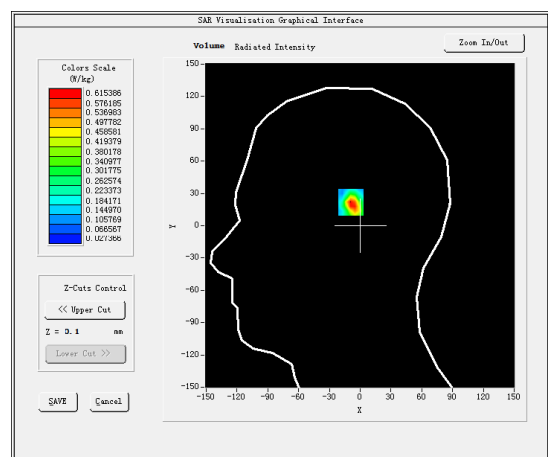 SAR Visualisation Graphical Interface
Volume Radiated Intensity
Zoom In/Out
Colors Scale
(W/kg)
0.615386
0.576185
0.536983
0.497782
0.458581
0.419379
0.380178
0.340977
0.301775
0.262574
0.223373
0.184171
0.144970
0.105769
0.066567
0.027366
Z-Cuts Control
<< Upper Cut
Z = 0.1 mm
Lower Cut >>
SAVE Cancel
150
120
90
60
30
0
-30
-60
-90
-120
-150
Y
-150 -120 -90 -60 -30 0 30 60 90 120 150
X